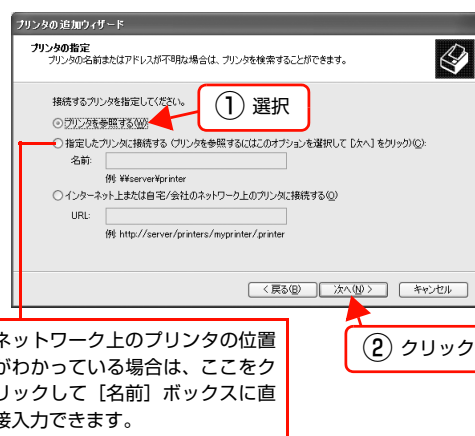 プリンタの追加ウィザード
プリンタの指定
プリンタの名前またはアドレスが不明な場合は、プリンタを検索することができます。
接続するプリンタを指定してください。
① 選択
プリンタを参照する(W)
指定したプリンタに接続する (プリンタを参照するにはこのオプションを選択して [次へ] をクリック)(C):
名前:
例: ¥¥server¥printer
インターネット上または自宅/会社のネットワーク上のプリンタに接続する(O)
URL:
例: http://server/printers/myprinter/.printer
< 戻る(B)
次へ(N) >
キャンセル
② クリック
ネットワーク上のプリンタの位置
がわかっている場合は、ここをク
リックして［名前］ボックスに直
接入力できます。